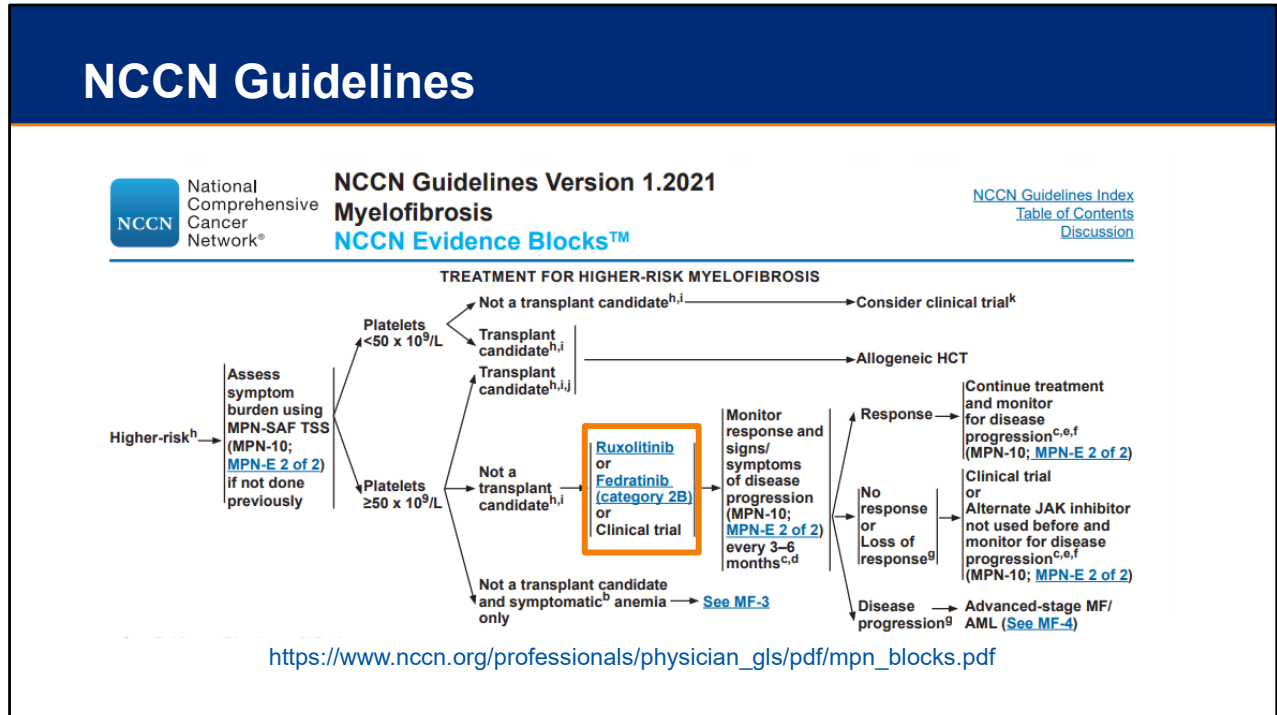 NCCN Guidelines
NCCN
National
Comprehensive
Cancer
Network®
NCCN Guidelines Version 1.2021
Myelofibrosis
NCCN Evidence Blocks™
NCCN Guidelines Index
Table of Contents
Discussion
TREATMENT FOR HIGHER-RISK MYELOFIBROSIS
Higher-riskʰ
Assess
symptom
burden using
MPN-SAF TSS
(MPN-10;
MPN-E 2 of 2)
if not done
previously
Platelets
<50 x 10⁹/L
Not a transplant candidateʰ,ⁱ
Consider clinical trialᵏ
Transplant
candidateʰ,ⁱ
Transplant
candidateʰ,ⁱ,ʲ
Allogeneic HCT
Platelets
≥50 x 10⁹/L
Not a
transplant
candidateʰ,ⁱ
Ruxolitinib
or
Fedratinib
(category 2B)
or
Clinical trial
Monitor
response and
signs/
symptoms
of disease
progression
(MPN-10;
MPN-E 2 of 2)
every 3–6
monthsᶜ,ᵈ
Response
Continue treatment
and monitor
for disease
progressionᶜ,ᵉ,ᶠ
(MPN-10; MPN-E 2 of 2)
No
response
or
Loss of
responseᵍ
Clinical trial
or
Alternate JAK inhibitor
not used before and
monitor for disease
progressionᶜ,ᵉ,ᶠ
(MPN-10; MPN-E 2 of 2)
Disease
progressionᵍ
Advanced-stage MF/
AML (See MF-4)
Not a transplant candidate
and symptomaticᵇ anemia
only
See MF-3
https://www.nccn.org/professionals/physician_gls/pdf/mpn_blocks.pdf